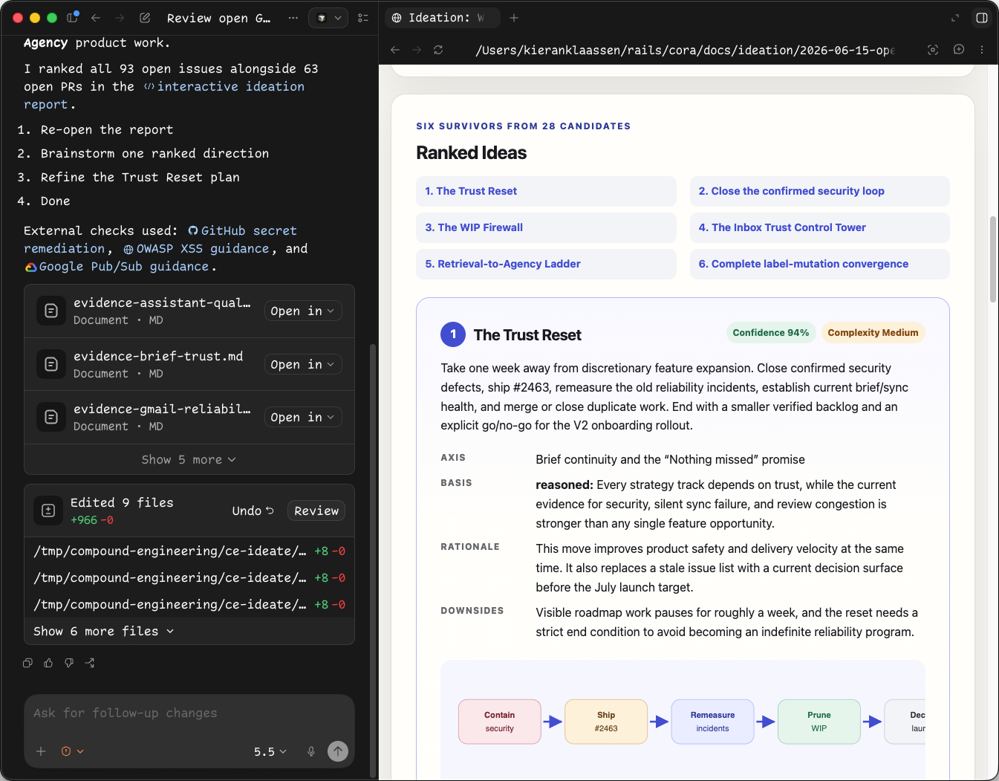 Review open G…
Agency product work.
I ranked all 93 open issues alongside 63
open PRs in the interactive ideation
report.
1. Re-open the report
2. Brainstorm one ranked direction
3. Refine the Trust Reset plan
4. Done
External checks used: GitHub secret
remediation, OWASP XSS guidance, and
Google Pub/Sub guidance.
evidence-assistant-qual…
Document · MD
Open in
evidence-brief-trust.md
Document · MD
Open in
evidence-gmail-reliabil…
Document · MD
Open in
Show 5 more
Edited 9 files
+966 -0
Undo
Review
/tmp/compound-engineering/ce-ideate/… +8 -0
/tmp/compound-engineering/ce-ideate/… +8 -0
/tmp/compound-engineering/ce-ideate/… +8 -0
Show 6 more files
Ask for follow-up changes
5.5
Ideation: W
/Users/kieranklaassen/rails/cora/docs/ideation/2026-06-15-ope
SIX SURVIVORS FROM 28 CANDIDATES
Ranked Ideas
1. The Trust Reset
2. Close the confirmed security loop
3. The WIP Firewall
4. The Inbox Trust Control Tower
5. Retrieval-to-Agency Ladder
6. Complete label-mutation convergence
1 The Trust Reset
Confidence 94%
Complexity Medium
Take one week away from discretionary feature expansion. Close confirmed security
defects, ship #2463, remeasure the old reliability incidents, establish current brief/sync
health, and merge or close duplicate work. End with a smaller verified backlog and an
explicit go/no-go for the V2 onboarding rollout.
AXIS
Brief continuity and the “Nothing missed” promise
BASIS
reasoned: Every strategy track depends on trust, while the current
evidence for security, silent sync failure, and review congestion is
stronger than any single feature opportunity.
RATIONALE
This move improves product safety and delivery velocity at the same
time. It also replaces a stale issue list with a current decision surface
before the July launch target.
DOWNSIDES
Visible roadmap work pauses for roughly a week, and the reset needs a
strict end condition to avoid becoming an indefinite reliability program.
Contain
security
Ship
#2463
Remeasure
incidents
Prune
WIP
Dec
laur